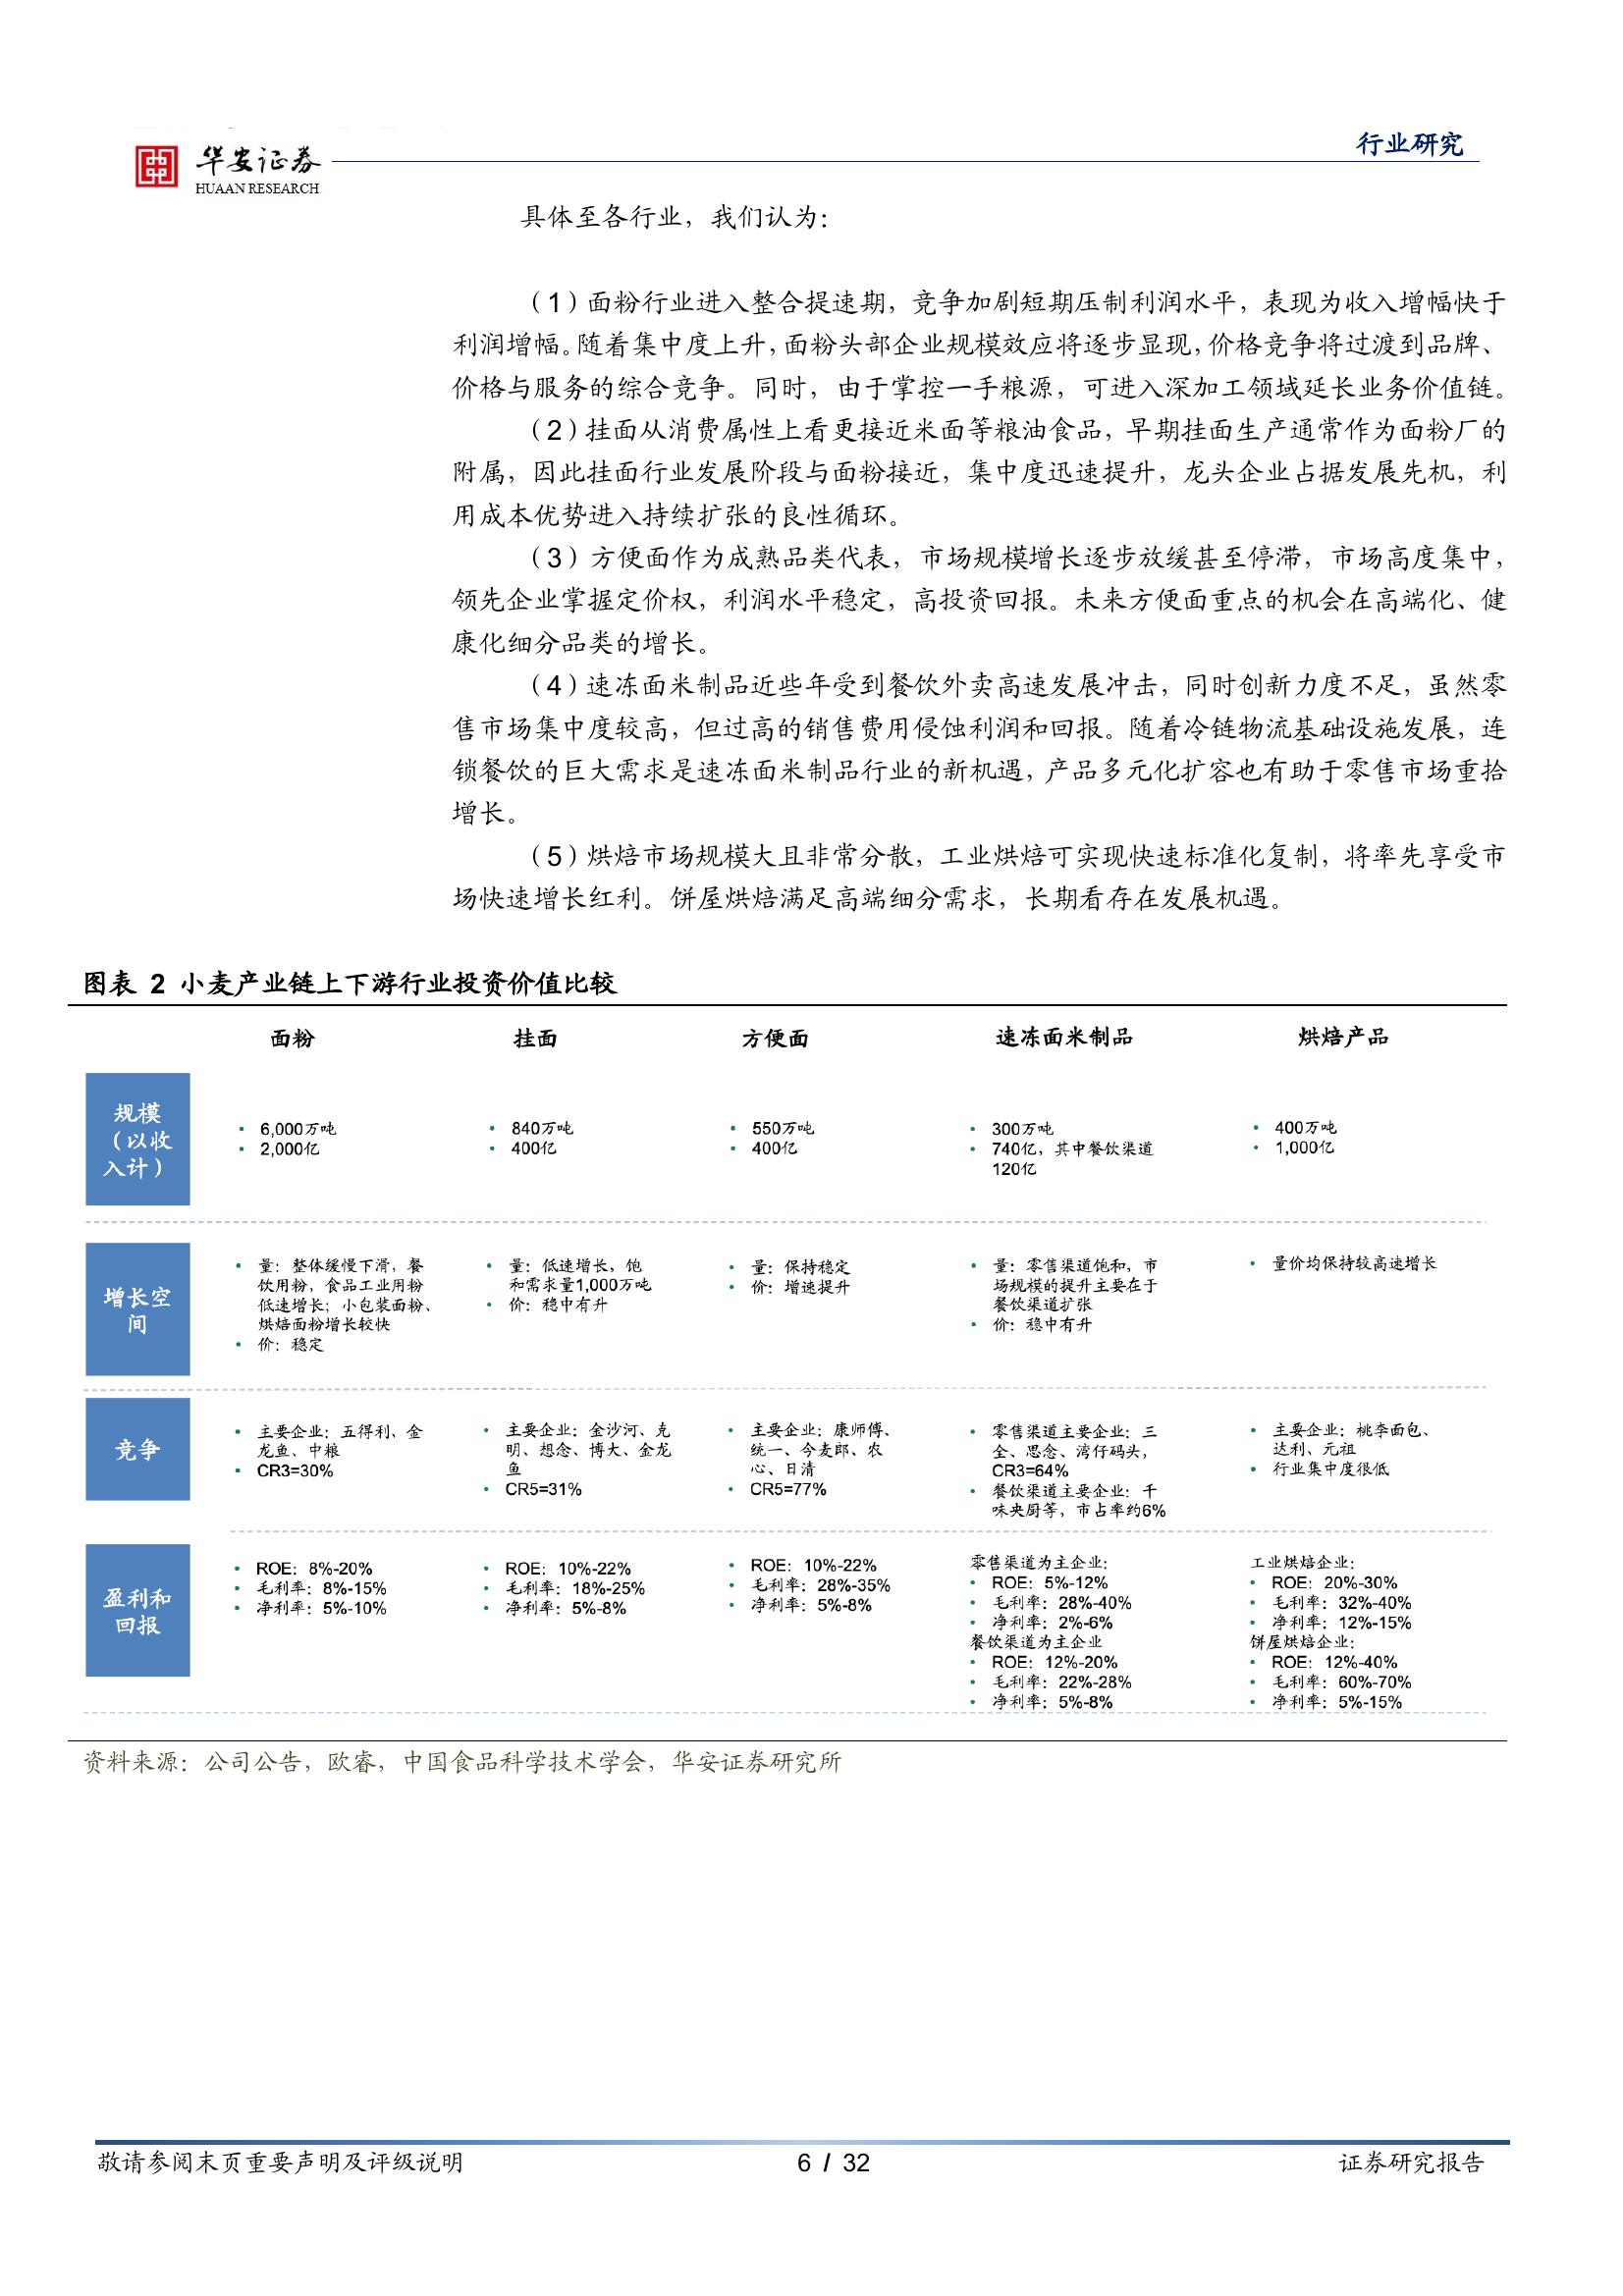 华安证券
HUAAN RESEARCH
行业研究
具体至各行业，我们认为：
（1）面粉行业进入整合提速期，竞争加剧短期压制利润水平，表现为收入增幅快于
利润增幅。随着集中度上升，面粉头部企业规模效应将逐步显现，价格竞争将过渡到品牌、
价格与服务的综合竞争。同时，由于掌控一手粮源，可进入深加工领域延长业务价值链。
（2）挂面从消费属性上看更接近米面等粮油食品，早期挂面生产通常作为面粉厂的
附属，因此挂面行业发展阶段与面粉接近，集中度迅速提升，龙头企业占据发展先机，利
用成本优势进入持续扩张的良性循环。
（3）方便面作为成熟品类代表，市场规模增长逐步放缓甚至停滞，市场高度集中，
领先企业掌握定价权，利润水平稳定，高投资回报。未来方便面重点的机会在高端化、健
康化细分品类的增长。
（4）速冻面米制品近些年受到餐饮外卖高速发展冲击，同时创新力度不足，虽然零
售市场集中度较高，但过高的销售费用侵蚀利润和回报。随着冷链物流基础设施发展，连
锁餐饮的巨大需求是速冻面米制品行业的新机遇，产品多元化扩容也有助于零售市场重拾
增长。
（5）烘焙市场规模大且非常分散，工业烘焙可实现快速标准化复制，将率先享受市
场快速增长红利。饼屋烘焙满足高端细分需求，长期看存在发展机遇。
图表 2 小麦产业链上下游行业投资价值比较
面粉
挂面
方便面
速冻面米制品
烘焙产品
规模
（以收
入计）
• 6,000万吨
• 2,000亿
• 840万吨
• 400亿
• 550万吨
• 400亿
• 300万吨
• 740亿，其中餐饮渠道
120亿
• 400万吨
• 1,000亿
增长空
间
• 量：整体缓慢下滑，餐
饮用粉，食品工业用粉
低速增长；小包装面粉、
烘焙面粉增长较快
• 价：稳定
• 量：低速增长，饱
和需求量1,000万吨
• 价：稳中有升
• 量：保持稳定
• 价：增速提升
• 量：零售渠道饱和，市
场规模的提升主要在于
餐饮渠道扩张
• 价：稳中有升
• 量价均保持较高速增长
竞争
• 主要企业：五得利、金
龙鱼、中粮
• CR3=30%
• 主要企业：金沙河、克
明、想念、博大、金龙
鱼
• CR5=31%
• 主要企业：康师傅、
统一、今麦郎、农
心、日清
• CR5=77%
• 零售渠道主要企业：三
全、思念、湾仔码头，
CR3=64%
• 餐饮渠道主要企业：千
味央厨等，市占率约6%
• 主要企业：桃李面包、
达利、元祖
• 行业集中度很低
盈利和
回报
• ROE：8%-20%
• 毛利率：8%-15%
• 净利率：5%-10%
• ROE：10%-22%
• 毛利率：18%-25%
• 净利率：5%-8%
• ROE：10%-22%
• 毛利率：28%-35%
• 净利率：5%-8%
零售渠道为主企业：
• ROE：5%-12%
• 毛利率：28%-40%
• 净利率：2%-6%
餐饮渠道为主企业
• ROE：12%-20%
• 毛利率：22%-28%
• 净利率：5%-8%
工业烘焙企业：
• ROE：20%-30%
• 毛利率：32%-40%
• 净利率：12%-15%
饼屋烘焙企业：
• ROE：12%-40%
• 毛利率：60%-70%
• 净利率：5%-15%
资料来源：公司公告，欧睿，中国食品科学技术学会，华安证券研究所
敬请参阅末页重要声明及评级说明
6 / 32
证券研究报告